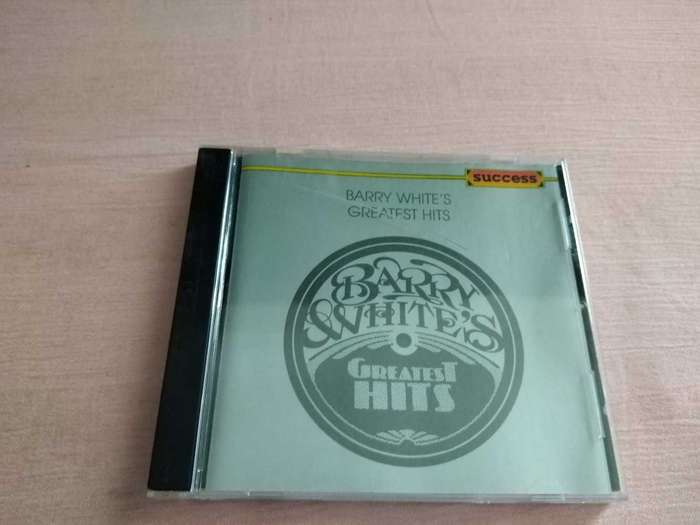 success
BARRY WHITE'S
GREATEST HITS
BARRY
WHITE'S
GREATEST
HITS